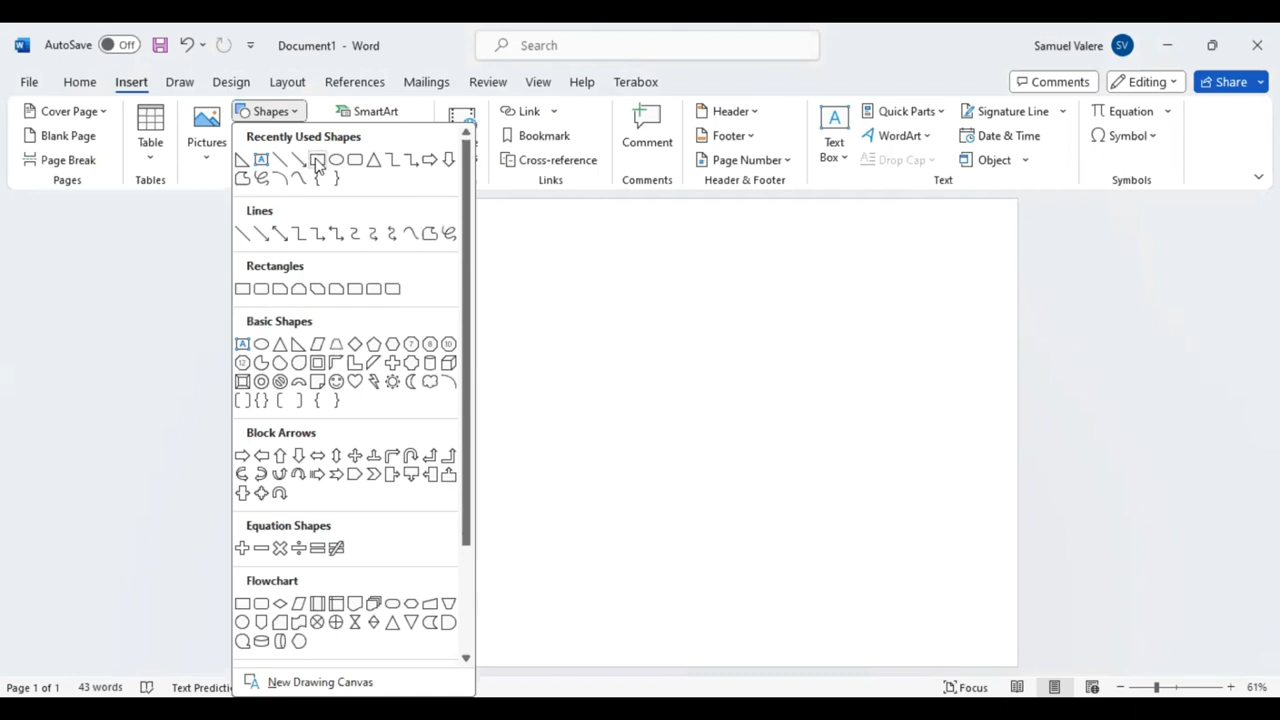 AutoSave Off Document1 - Word Search Samuel Valere SV
File Home Insert Draw Design Layout References Mailings Review View Help Terabox Comments Editing Share
Cover Page Shapes SmartArt Link Header Quick Parts Signature Line Equation
Blank Page Table Pictures Bookmark Comment Footer Text Box WordArt Date & Time Symbol
Page Break Cross-reference Page Number Drop Cap Object
Pages Tables Links Comments Header & Footer Text Symbols
Recently Used Shapes
Lines
Rectangles
Basic Shapes
Block Arrows
Equation Shapes
Flowchart
New Drawing Canvas
Page 1 of 1 43 words Text Predicti Focus 61%